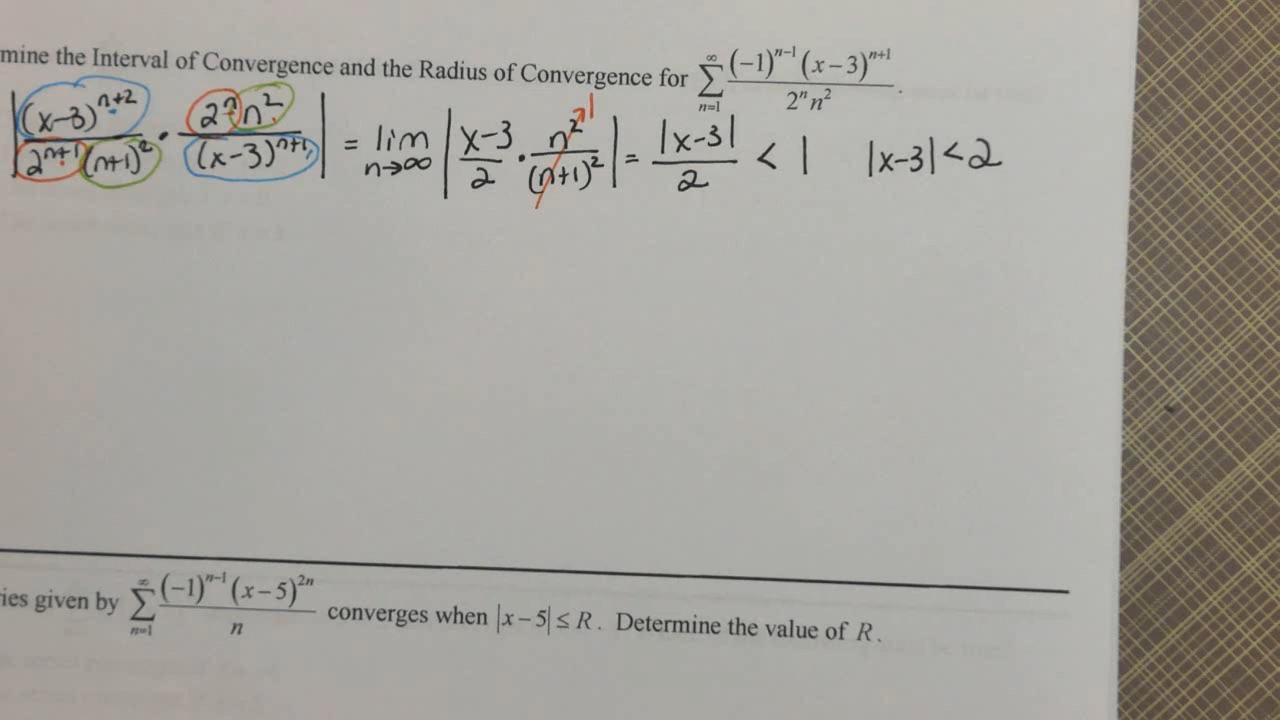 mine the Interval of Convergence and the Radius of Convergence for ∑_{n=1}^{∞} (-1)^{n-1} (x-3)^{n+1} / 2^n n^2 .
| (x-3)^{n+2} / 2^{n+1} (n+1)^2 · 2^n n^2 / (x-3)^{n+1} | = lim_{n→∞} | x-3 / 2 · n^2 / (n+1)^2 | 1 = |x-3| / 2 < 1 |x-3| < 2
ies given by ∑_{n=1}^{∞} (-1)^{n-1} (x-5)^{2n} / n converges when |x-5| ≤ R. Determine the value of R.